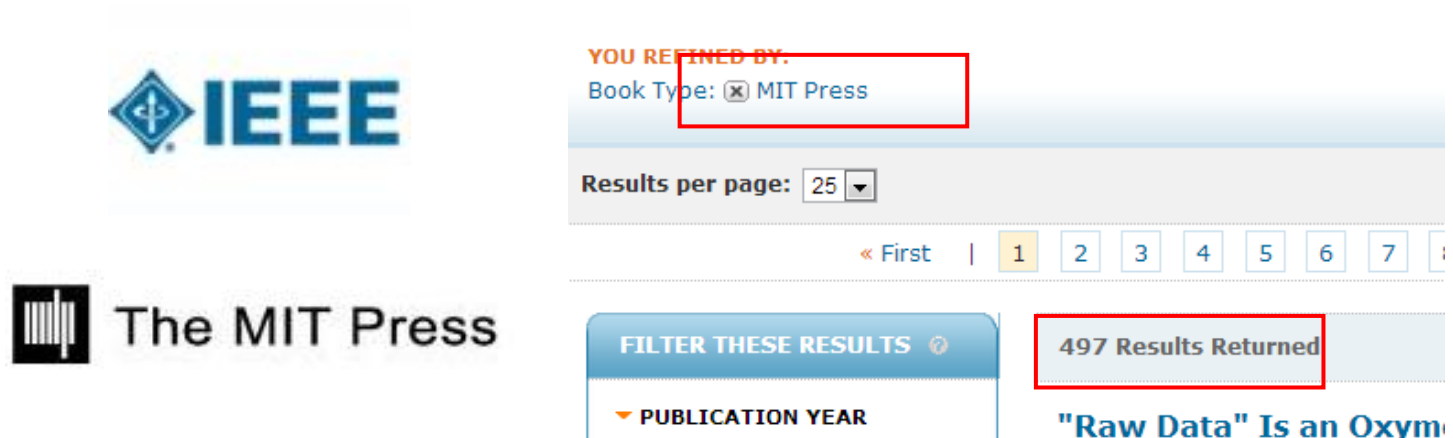 IEEE
The MIT Press
YOU REFINED BY:
Book Type: MIT Press
Results per page: 25
« First | 1 2 3 4 5 6 7
FILTER THESE RESULTS
497 Results Returned
PUBLICATION YEAR
"Raw Data" Is an